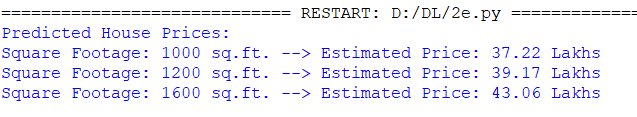 ============================= RESTART: D:/DL/2e.py =============
Predicted House Prices:
Square Footage: 1000 sq.ft. --> Estimated Price: 37.22 Lakhs
Square Footage: 1200 sq.ft. --> Estimated Price: 39.17 Lakhs
Square Footage: 1600 sq.ft. --> Estimated Price: 43.06 Lakhs